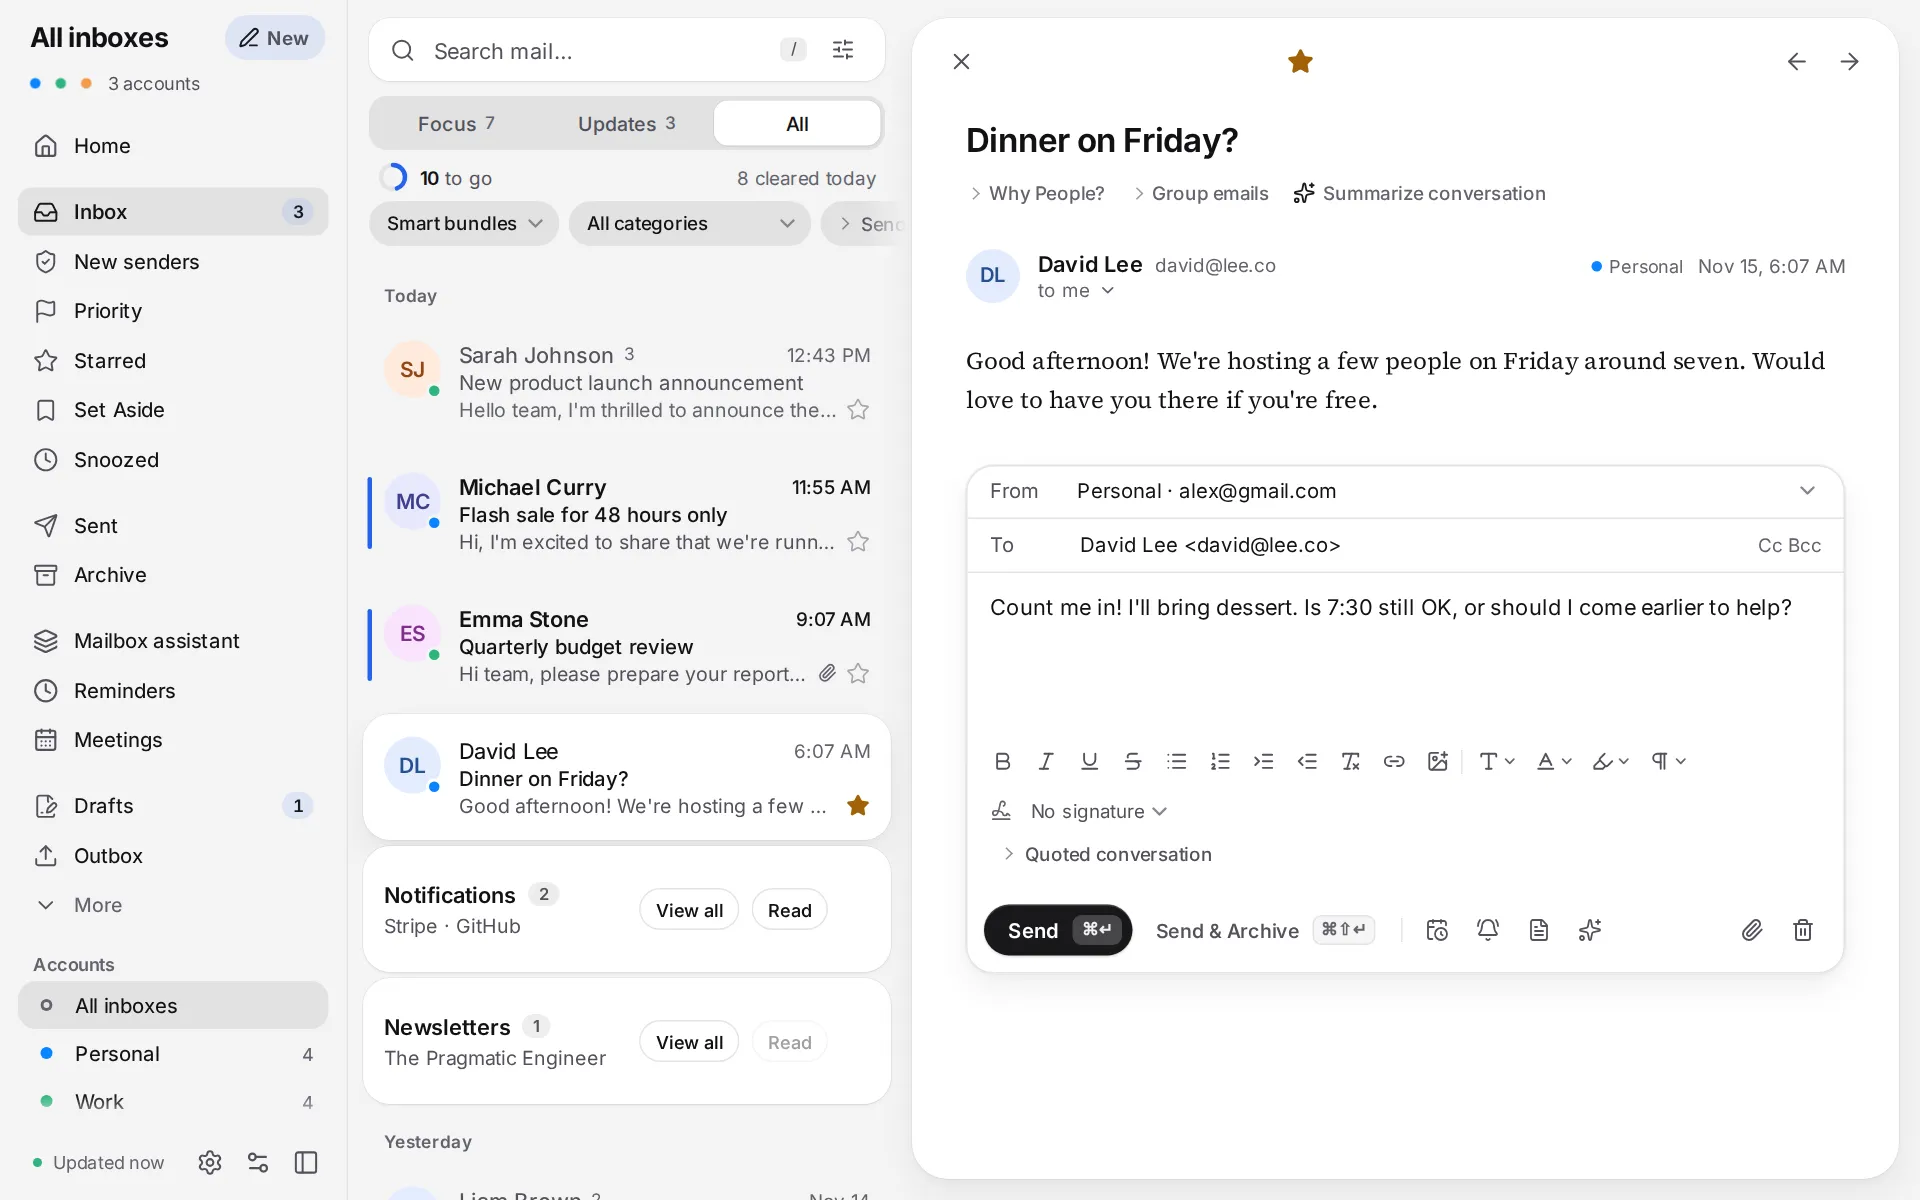 All inboxes
New
3 accounts
Home
Inbox 3
New senders
Priority
Starred
Set Aside
Snoozed
Sent
Archive
Mailbox assistant
Reminders
Meetings
Drafts 1
Outbox
More
Accounts
All inboxes
Personal 4
Work 4
Updated now
Search mail... /
Focus 7 Updates 3 All
10 to go 8 cleared today
Smart bundles All categories
Today
SJ Sarah Johnson 3 12:43 PM
New product launch announcement
Hello team, I'm thrilled to announce the...
MC Michael Curry 11:55 AM
Flash sale for 48 hours only
Hi, I'm excited to share that we're runn...
ES Emma Stone 9:07 AM
Quarterly budget review
Hi team, please prepare your report...
DL David Lee 6:07 AM
Dinner on Friday?
Good afternoon! We're hosting a few ...
Notifications 2 View all Read
Stripe · GitHub
Newsletters 1 View all Read
The Pragmatic Engineer
Yesterday
Liam Brown 2 Nov 14
Dinner on Friday?
Why People? Group emails Summarize conversation
DL David Lee david@lee.co Personal Nov 15, 6:07 AM
to me
Good afternoon! We're hosting a few people on Friday around seven. Would
love to have you there if you're free.
From Personal · alex@gmail.com
To David Lee <david@lee.co> Cc Bcc
Count me in! I'll bring dessert. Is 7:30 still OK, or should I come earlier to help?
No signature
Quoted conversation
Send ⌘↵ Send & Archive ⌘⇧↵